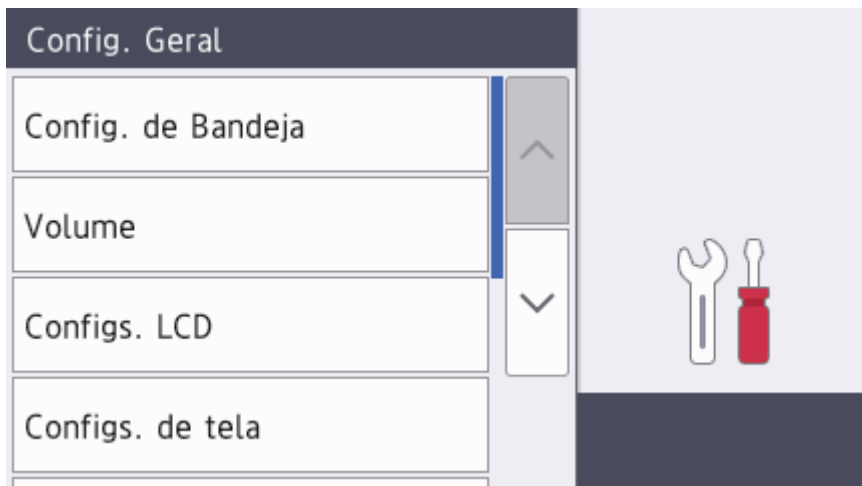 Config. Geral
Config. de Bandeja
Volume
Configs. LCD
Configs. de tela